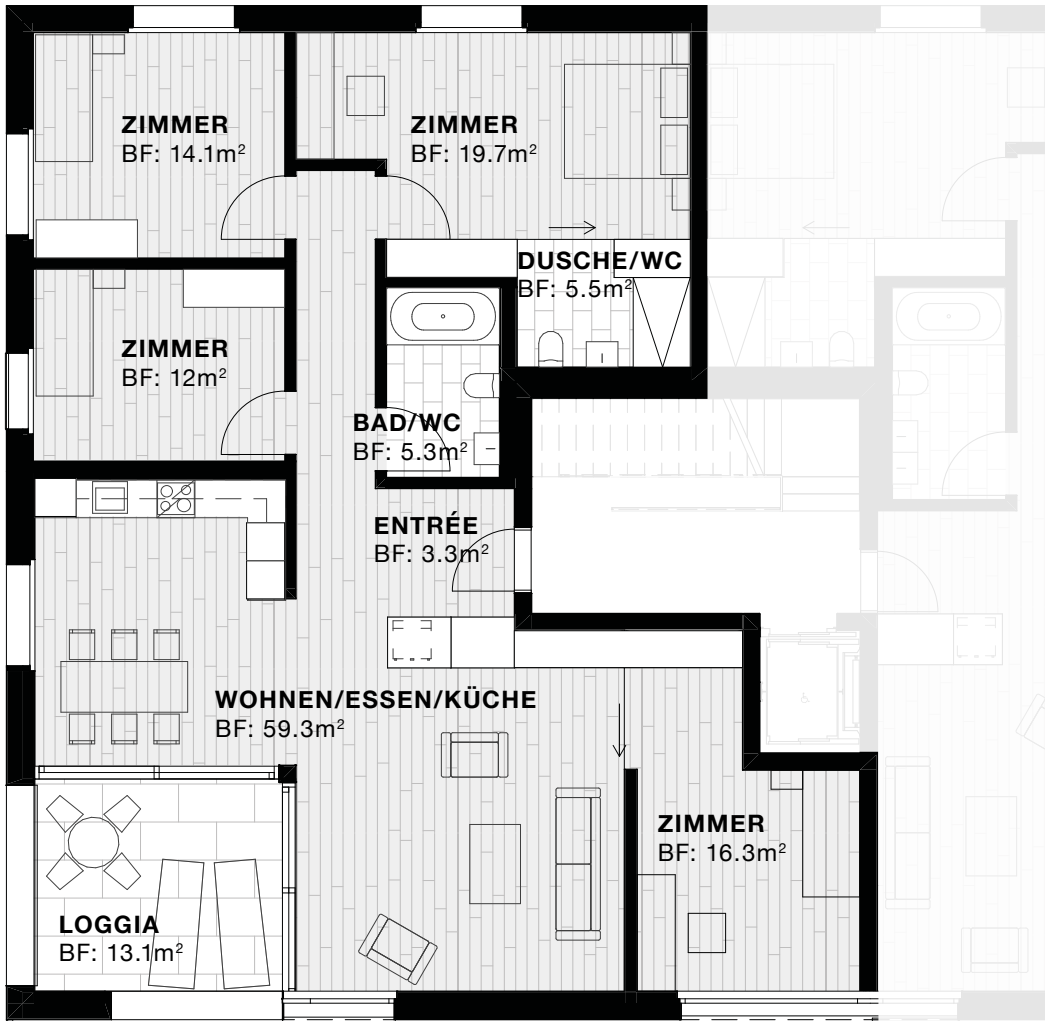 ZIMMER
BF: 14.1m²
ZIMMER
BF: 19.7m²
DUSCHE/WC
BF: 5.5m²
ZIMMER
BF: 12m²
BAD/WC
BF: 5.3m²
ENTRÉE
BF: 3.3m²
WOHNEN/ESSEN/KÜCHE
BF: 59.3m²
ZIMMER
BF: 16.3m²
LOGGIA
BF: 13.1m²